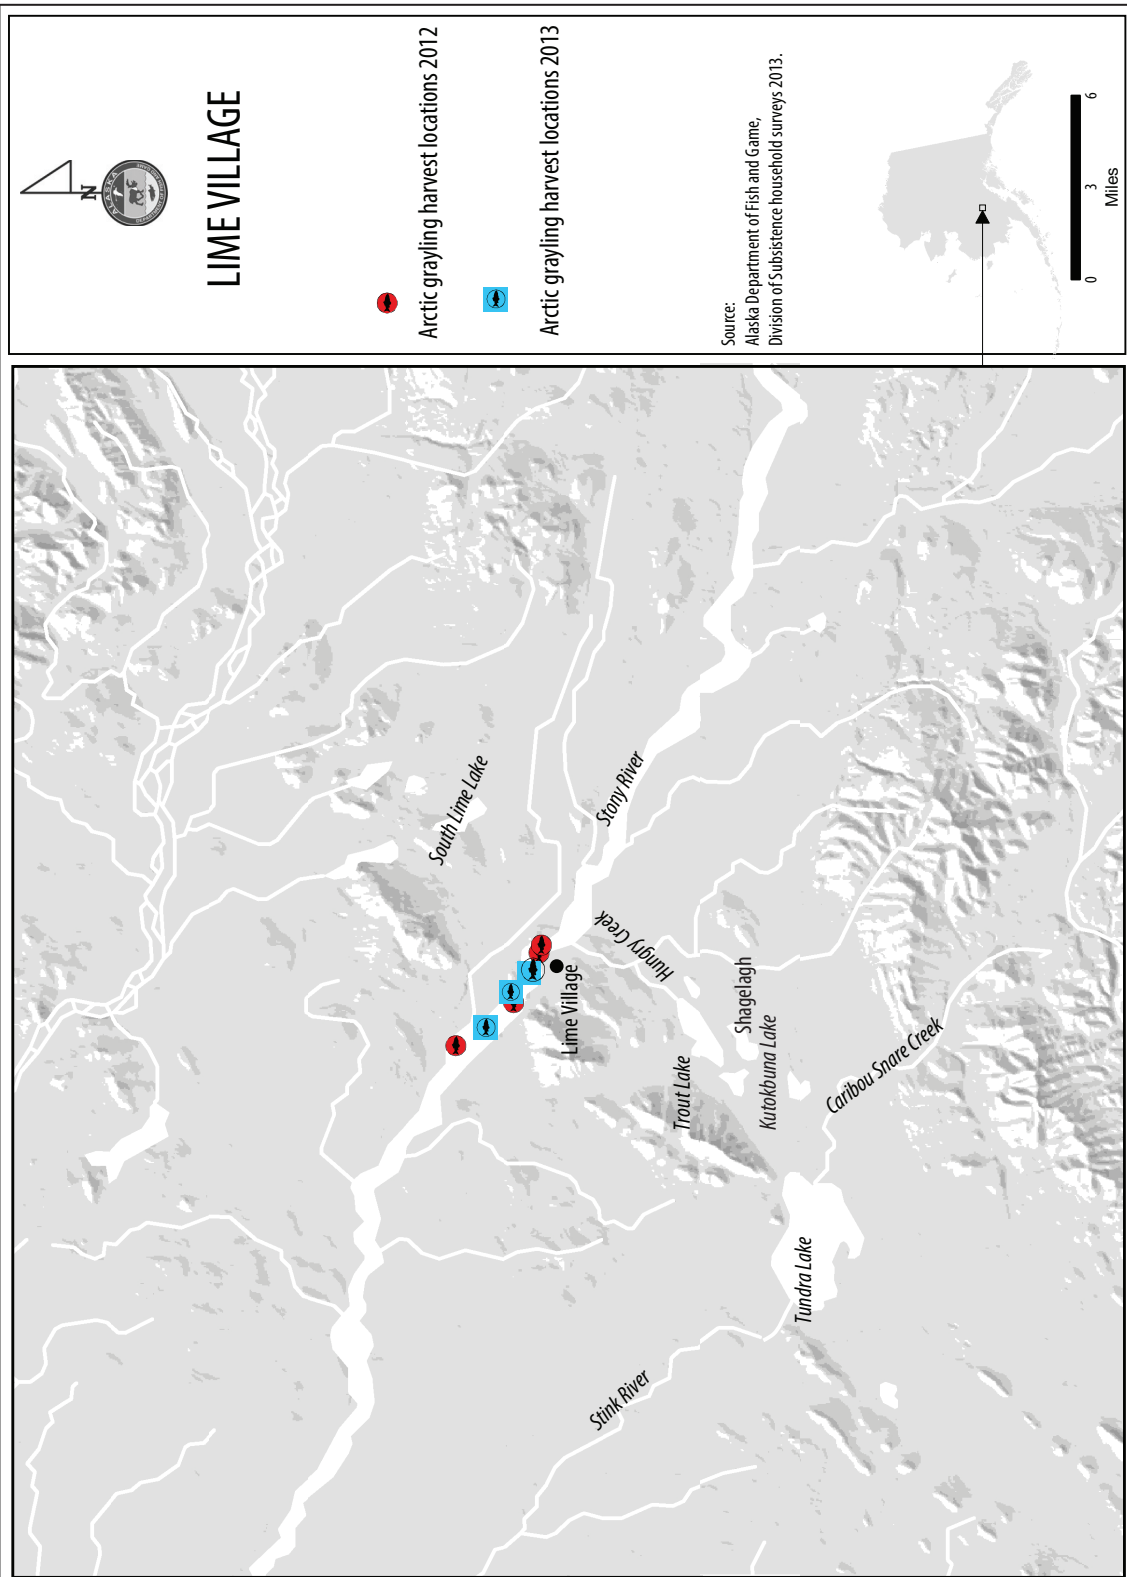 N
ALASKA
LIME VILLAGE
Arctic grayling harvest locations 2012
Arctic grayling harvest locations 2013
Source:
Alaska Department of Fish and Game,
Division of Subsistence household surveys 2013.
0 3 6
Miles
South Lime Lake
Stony River
Hungry Creek
Lime Village
Shagelagh
Trout Lake
Kutokbuna Lake
Caribou Snare Creek
Tundra Lake
Stink River